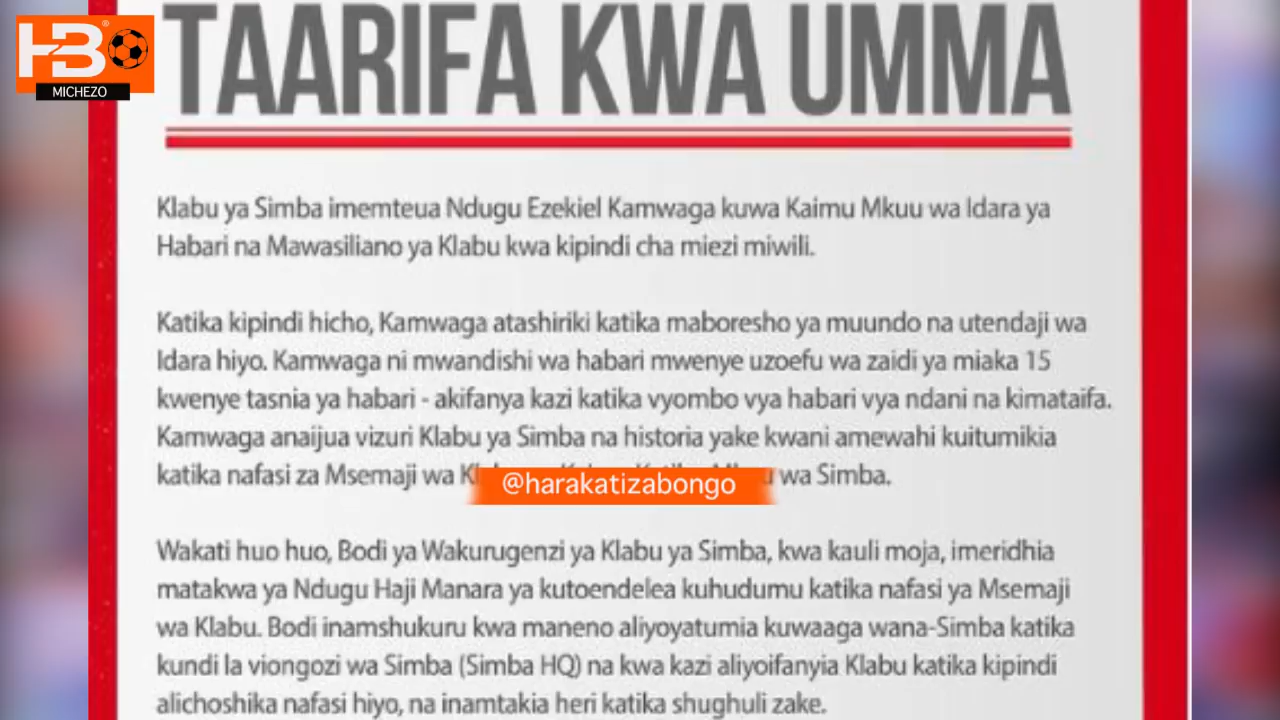 HB®
MICHEZO
TAARIFA KWA UMMA
Klabu ya Simba imemteua Ndugu Ezekiel Kamwaga kuwa Kaimu Mkuu wa Idara ya
Habari na Mawasiliano ya Klabu kwa kipindi cha miezi miwili.
Katika kipindi hicho, Kamwaga atashiriki katika maboresho ya muundo na utendaji wa
Idara hiyo. Kamwaga ni mwandishi wa habari mwenye uzoefu wa zaidi ya miaka 15
kwenye tasnia ya habari - akifanya kazi katika vyombo vya habari vya ndani na kimataifa.
Kamwaga anaijua vizuri Klabu ya Simba na historia yake kwani amewahi kuitumikia
katika nafasi za Msemaji wa wa Simba.
@harakatizabongo
Wakati huo huo, Bodi ya Wakurugenzi ya Klabu ya Simba, kwa kauli moja, imeridhia
matakwa ya Ndugu Haji Manara ya kutoendelea kuhudumu katika nafasi ya Msemaji
wa Klabu. Bodi inamshukuru kwa maneno aliyoyatumia kuwaaga wana-Simba katika
kundi la viongozi wa Simba (Simba HQ) na kwa kazi aliyoifanyia Klabu katika kipindi
alichoshika nafasi hiyo, na inamtakia heri katika shughuli zake.